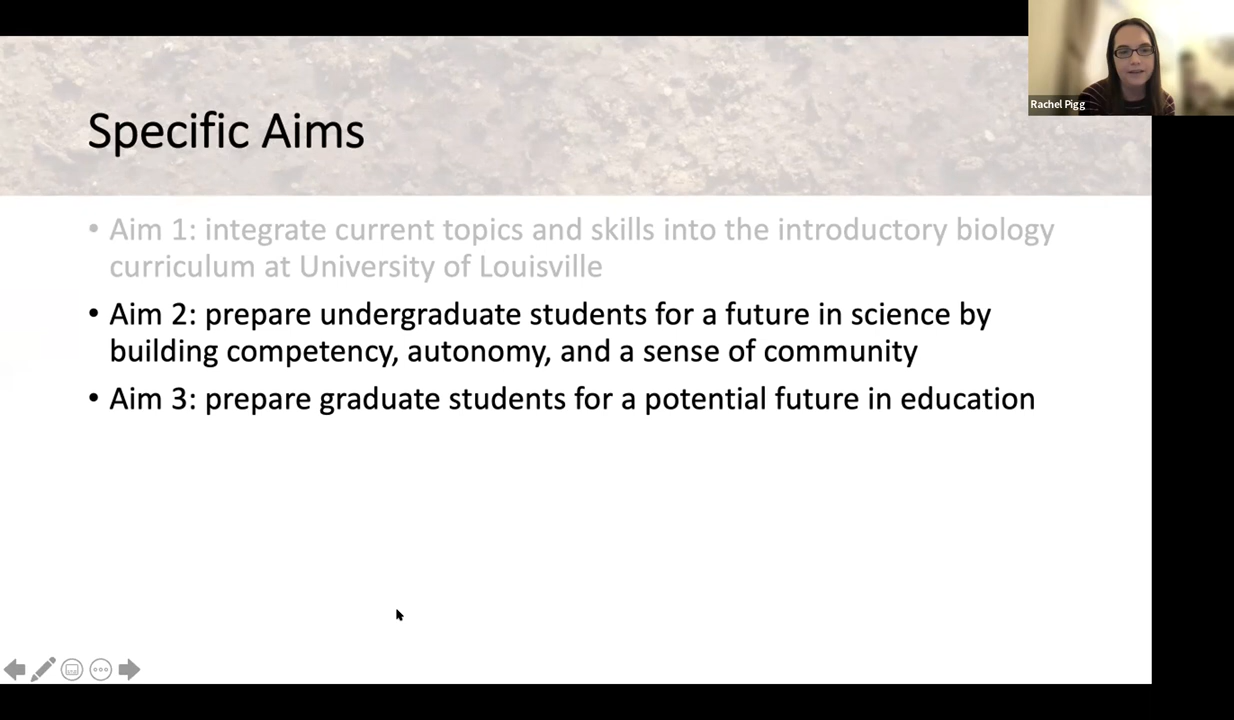 Rachel Pigg
Specific Aims
• Aim 1: integrate current topics and skills into the introductory biology
curriculum at University of Louisville
• Aim 2: prepare undergraduate students for a future in science by
building competency, autonomy, and a sense of community
• Aim 3: prepare graduate students for a potential future in education